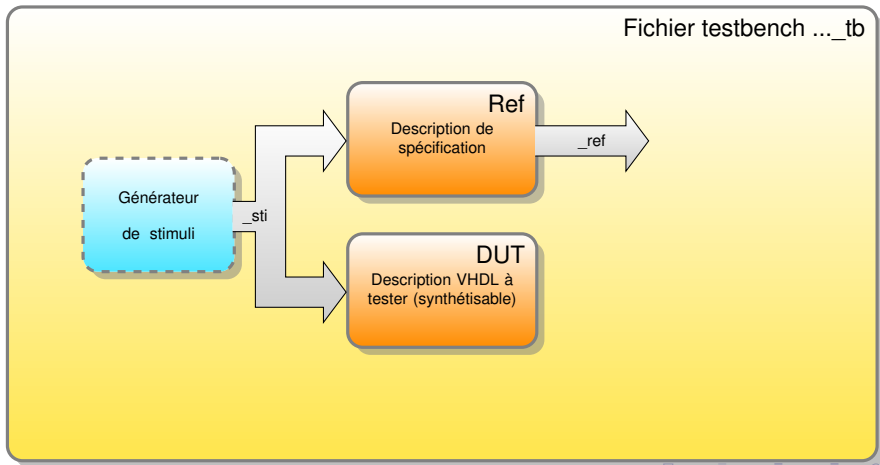 Fichier testbench ..._tb
Ref
Description de
spécification
_ref
Générateur
de stimuli
_sti
DUT
Description VHDL à
tester (synthétisable)